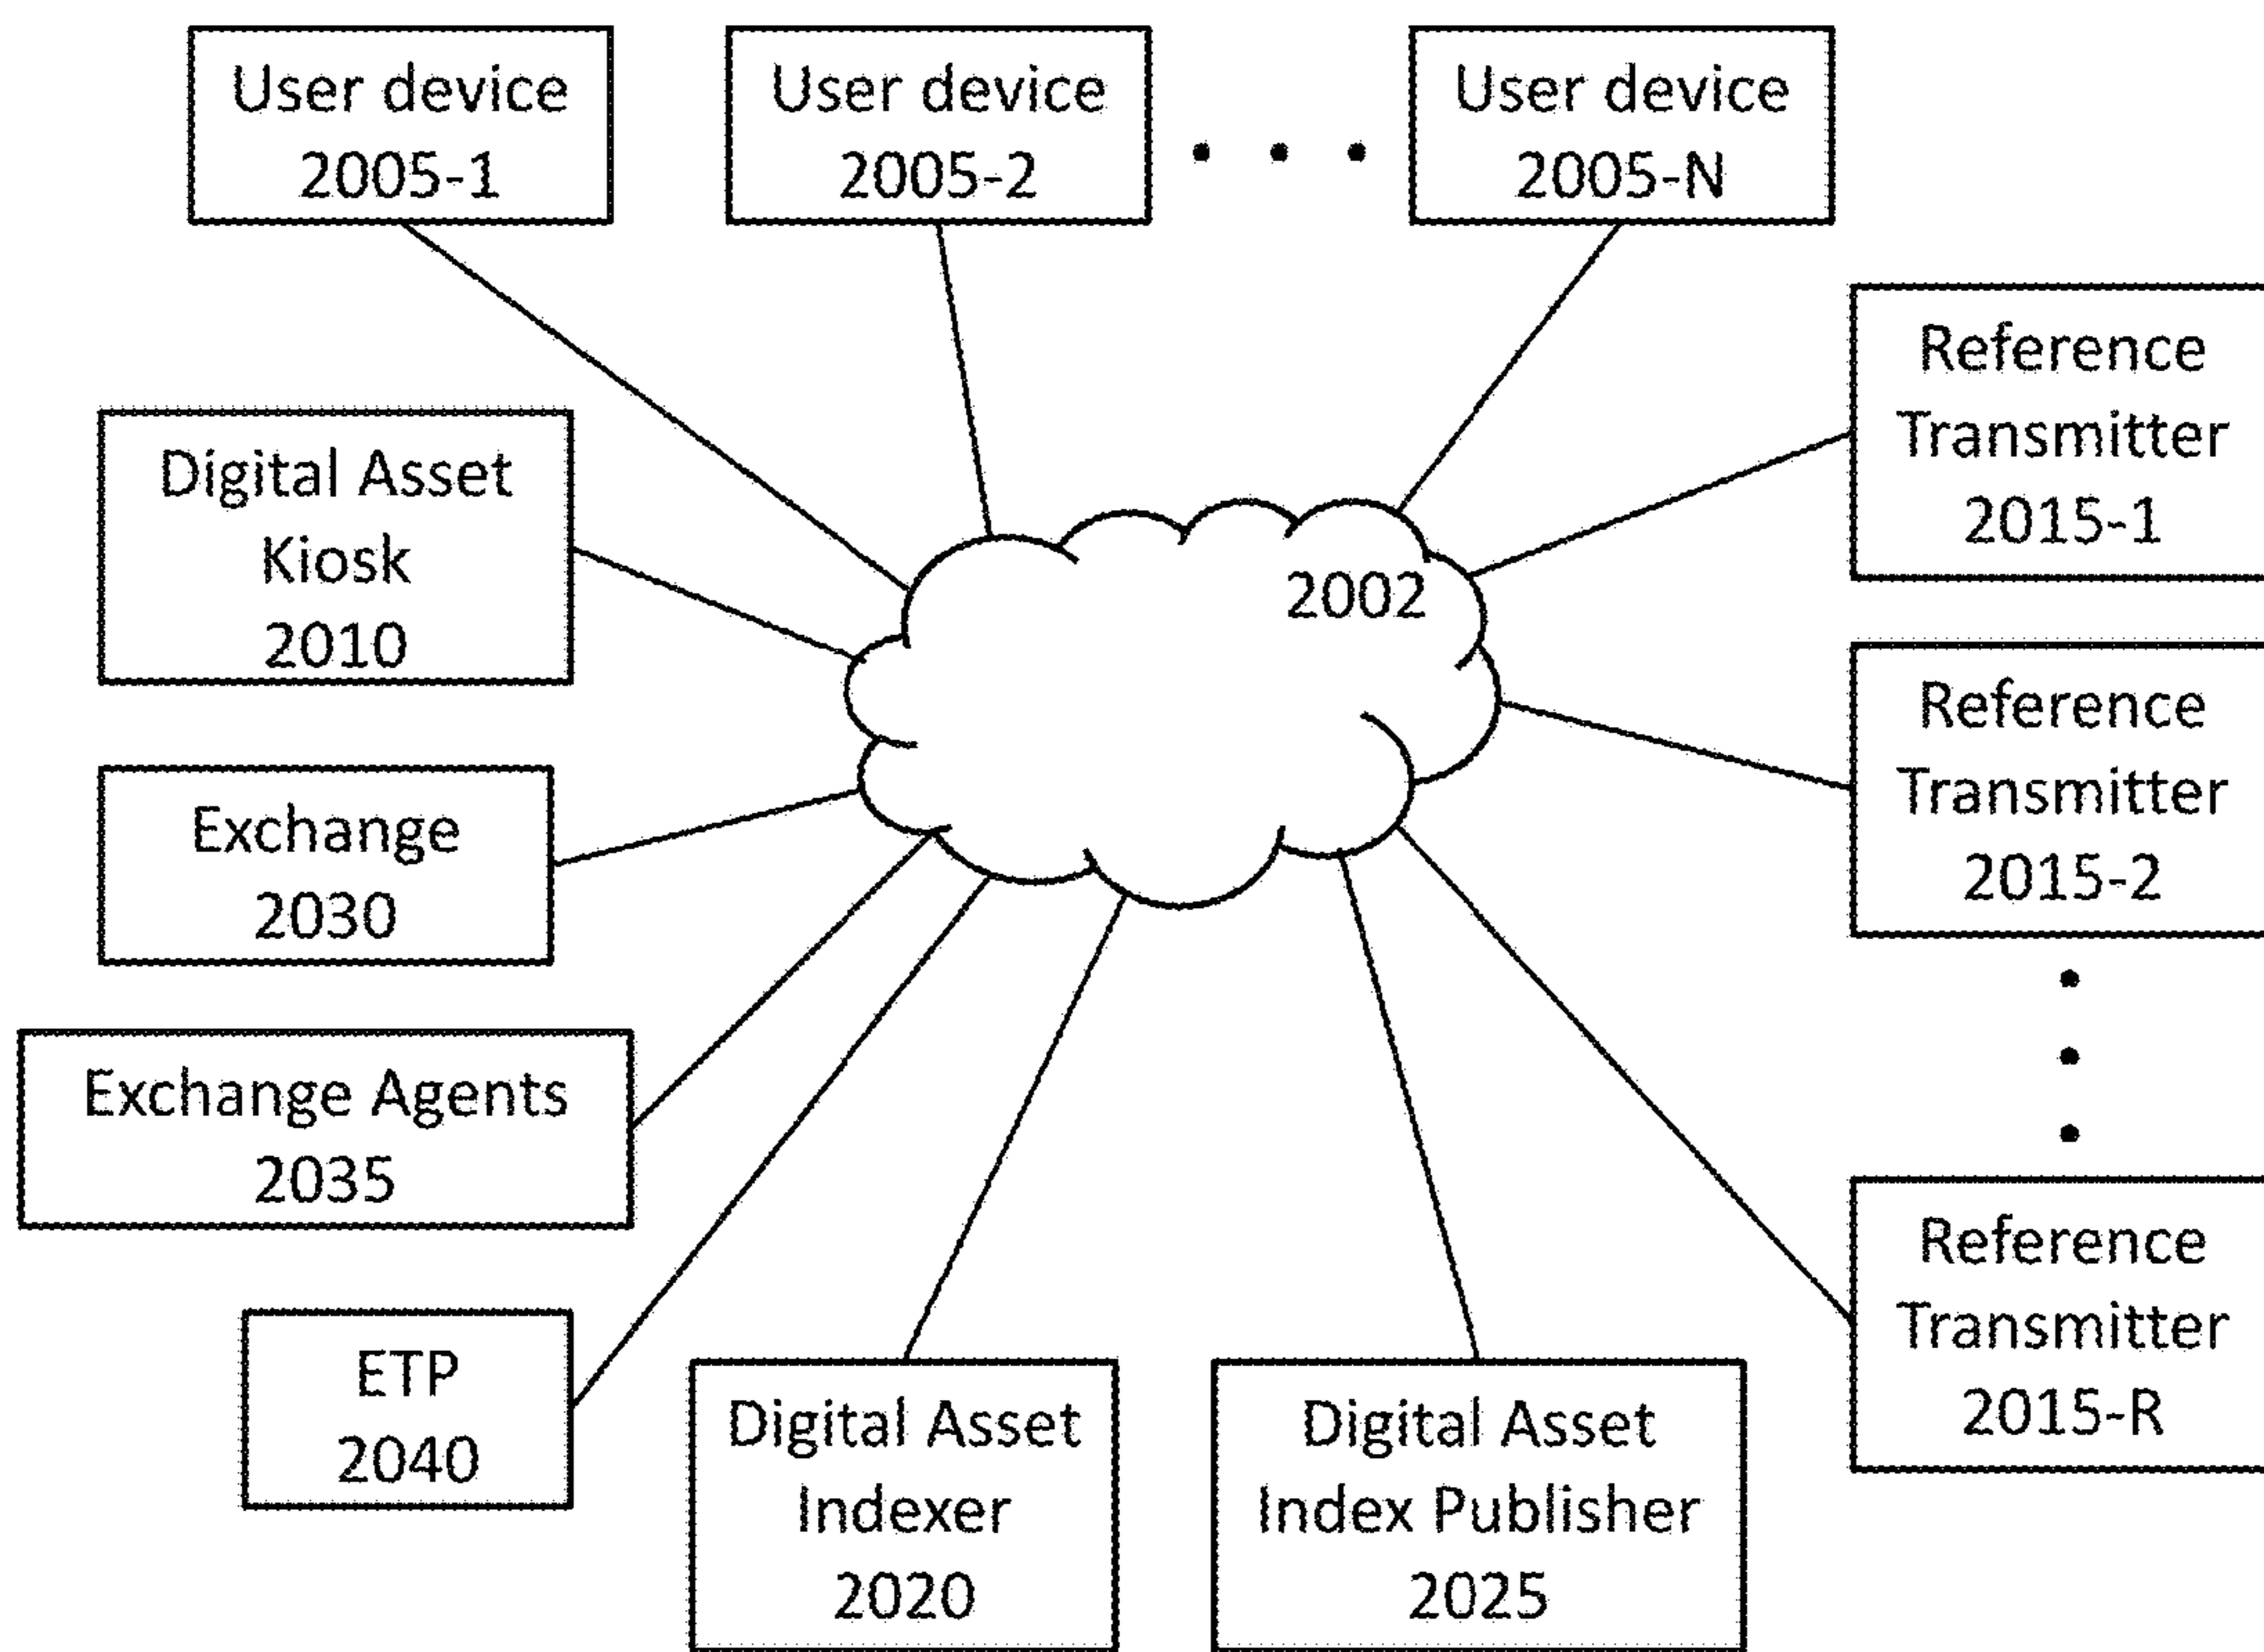 User device
2005-1
User device
2005-2
User device
2005-N
Reference
Transmitter
2015-1
Digital Asset
Kiosk
2010
2002
Reference
Transmitter
2015-2
Exchange
2030
Exchange Agents
2035
Reference
Transmitter
2015-R
ETP
2040
Digital Asset
Indexer
2020
Digital Asset
Index Publisher
2025